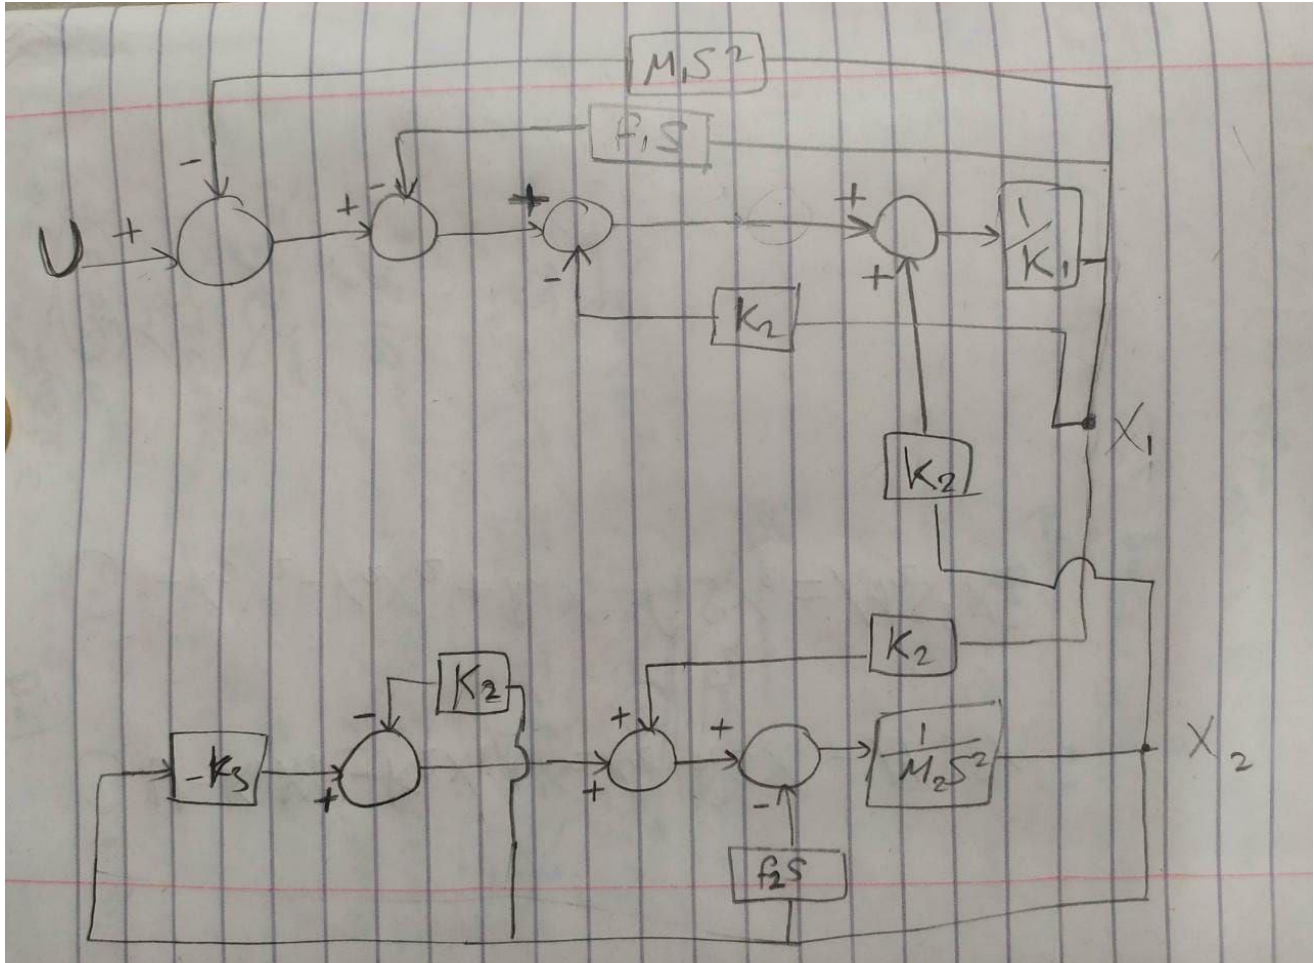 M₁S²
-
f₁S
-
U
+
+
+
-
+
+
1/K₁
K₂
X₁
K₂
K₂
K₂
-
+
+
-K₃
+
+
-
1/M₂S²
X₂
f₂S